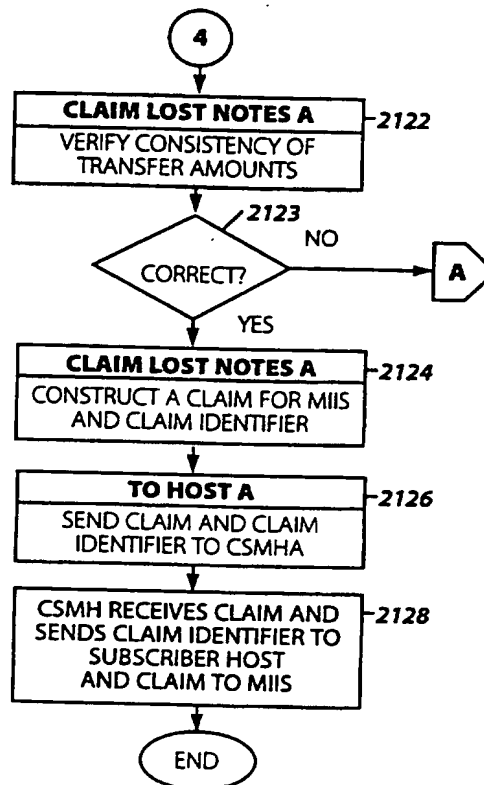 4
CLAIM LOST NOTES A
2122
VERIFY CONSISTENCY OF
TRANSFER AMOUNTS
2123
NO
CORRECT?
A
YES
CLAIM LOST NOTES A
2124
CONSTRUCT A CLAIM FOR MIIS
AND CLAIM IDENTIFIER
TO HOST A
2126
SEND CLAIM AND CLAIM
IDENTIFIER TO CSMHA
CSMH RECEIVES CLAIM AND
2128
SENDS CLAIM IDENTIFIER TO
SUBSCRIBER HOST
AND CLAIM TO MIIS
END